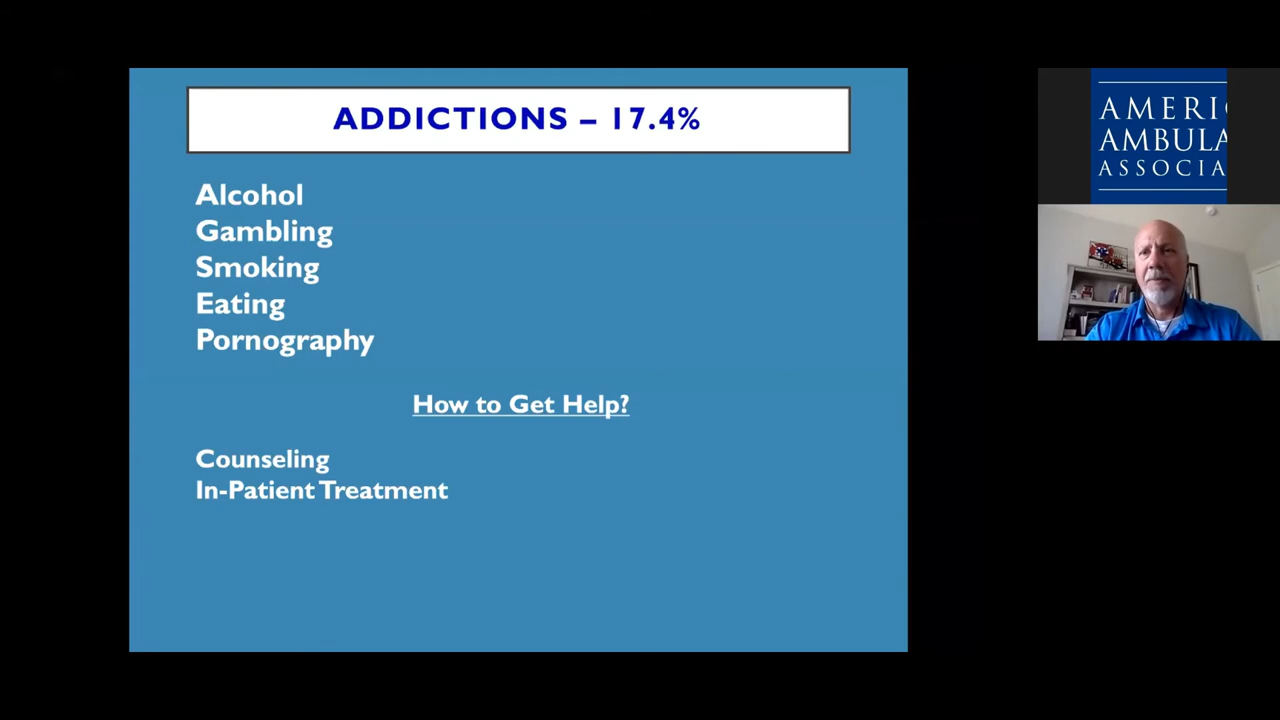 ADDICTIONS – 17.4%
Alcohol
Gambling
Smoking
Eating
Pornography
How to Get Help?
Counseling
In-Patient Treatment
AMERI
AMBULA
ASSOCIA